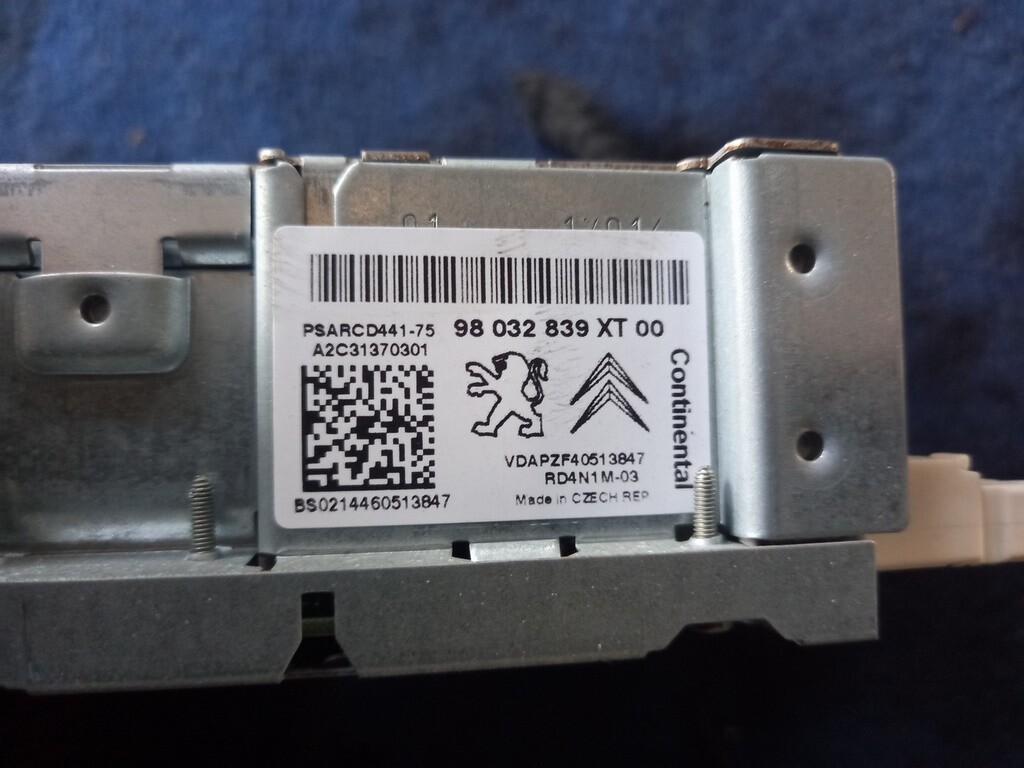 PSARCD441-75 98 032 839 XT 00
A2C31370301
Continental
VDAPZF40513847
RD4N1M-03
Made in CZECH REP
BS0214460513847